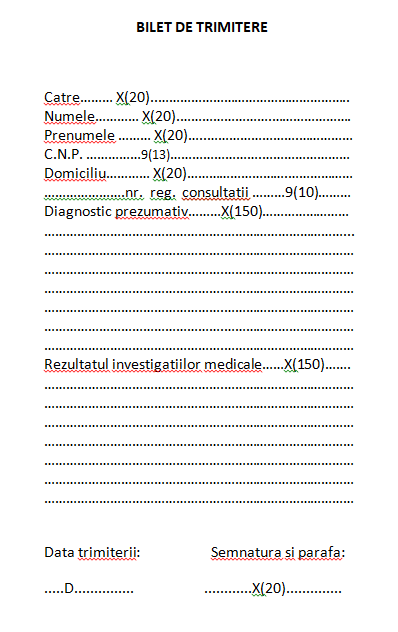 BILET DE TRIMITERE
Catre......... X(20)........................................................
Numele............ X(20).................................................
Prenumele ......... X(20)..............................................
C.N.P. ...............9(13)..................................................
Domiciliu............ X(20)..............................................
.......................nr. reg. consultatii .........9(10).........
Diagnostic prezumativ.........X(150)........................
.......................................................................................
.......................................................................................
.......................................................................................
.......................................................................................
.......................................................................................
.......................................................................................
.......................................................................................
Rezultatul investigatiilor medicale......X(150).......
.......................................................................................
.......................................................................................
.......................................................................................
.......................................................................................
.......................................................................................
.......................................................................................
.......................................................................................
Data trimiterii: Semnatura si parafa:
.....D................ .............X(20)...............